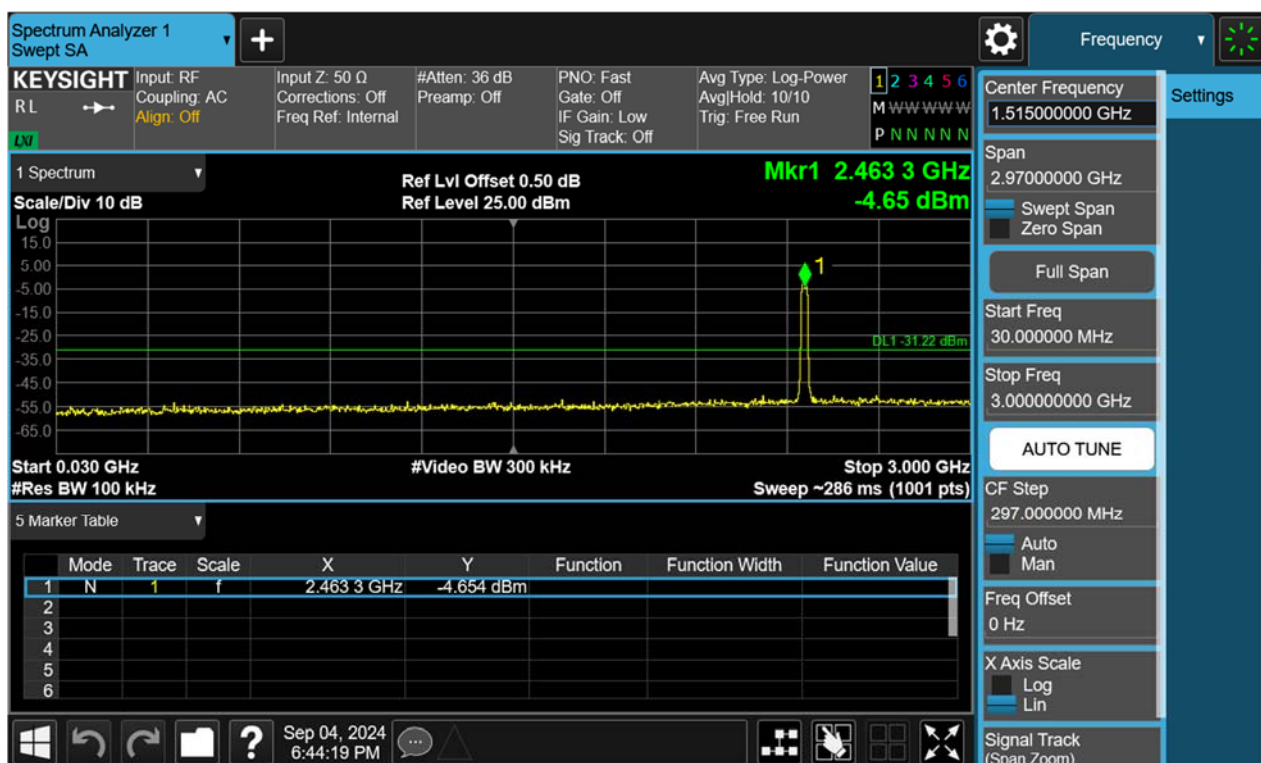 Spectrum Analyzer 1
Swept SA
Frequency
KEYSIGHT
R L
LXI
Input: RF
Coupling: AC
Align: Off
Input Z: 50 Ω
Corrections: Off
Freq Ref: Internal
#Atten: 36 dB
Preamp: Off
PNO: Fast
Gate: Off
IF Gain: Low
Sig Track: Off
Avg Type: Log-Power
Avg|Hold: 10/10
Trig: Free Run
1 2 3 4 5 6
M W W W W W
P N N N N N
1 Spectrum
Scale/Div 10 dB
Ref Lvl Offset 0.50 dB
Ref Level 25.00 dBm
Mkr1 2.463 3 GHz
-4.65 dBm
Log
15.0
5.00
-5.00
-15.0
-25.0
-35.0
-45.0
-55.0
-65.0
1
DL1 -31.22 dBm
Start 0.030 GHz
#Res BW 100 kHz
#Video BW 300 kHz
Stop 3.000 GHz
Sweep ~286 ms (1001 pts)
5 Marker Table
Mode Trace Scale X Y Function Function Width Function Value
1 N 1 f 2.463 3 GHz -4.654 dBm
2
3
4
5
6
Sep 04, 2024
6:44:19 PM
Center Frequency
1.515000000 GHz
Settings
Span
2.97000000 GHz
Swept Span
Zero Span
Full Span
Start Freq
30.000000 MHz
Stop Freq
3.000000000 GHz
AUTO TUNE
CF Step
297.000000 MHz
Auto
Man
Freq Offset
0 Hz
X Axis Scale
Log
Lin
Signal Track
(Span Zoom)